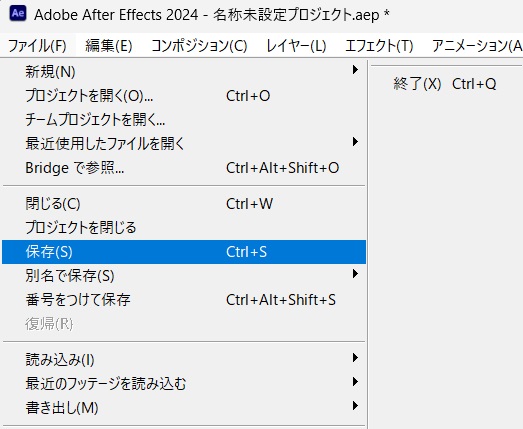 Ae Adobe After Effects 2024 - 名称未設定プロジェクト.aep *
ファイル(F) 編集(E) コンポジション(C) レイヤー(L) エフェクト(T) アニメーション(A
新規(N)
プロジェクトを開く(O)... Ctrl+O
チームプロジェクトを開く...
最近使用したファイルを開く
Bridge で参照... Ctrl+Alt+Shift+O
閉じる(C) Ctrl+W
プロジェクトを閉じる
保存(S) Ctrl+S
別名で保存(S)
番号をつけて保存 Ctrl+Alt+Shift+S
復帰(R)
読み込み(I)
最近のフッテージを読み込む
書き出し(M)
終了(X) Ctrl+Q